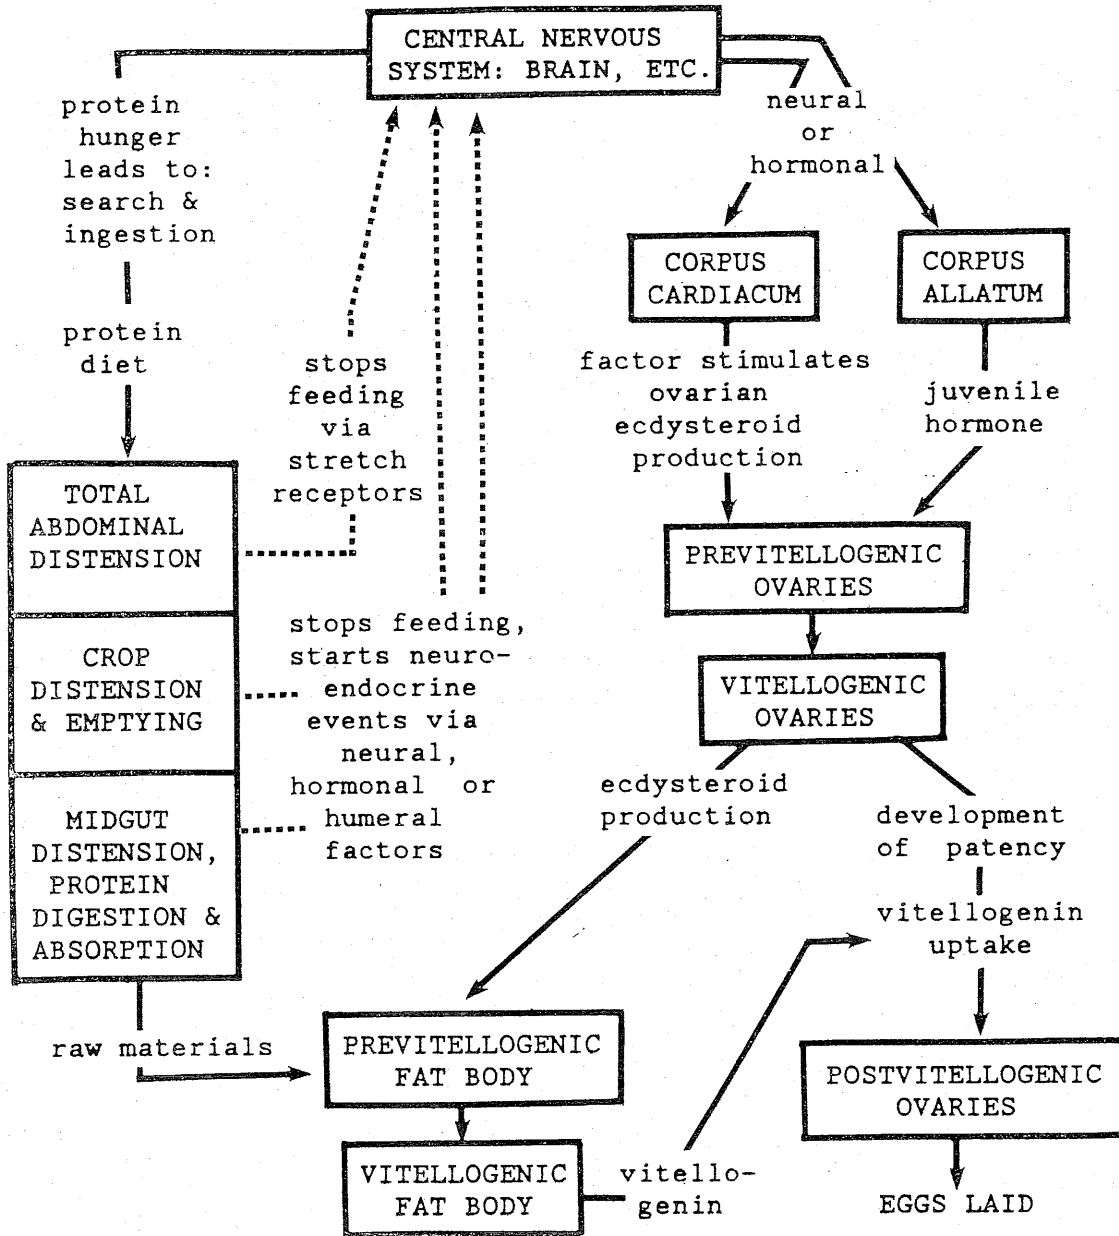 CENTRAL NERVOUS
SYSTEM: BRAIN, ETC.
protein
hunger
leads to:
search &
ingestion
protein
diet
neural
or
hormonal
CORPUS
CARDIACUM
CORPUS
ALLATUM
stops
feeding
via
stretch
receptors
factor stimulates
ovarian
ecdysteroid
production
juvenile
hormone
TOTAL
ABDOMINAL
DISTENSION
CROP
DISTENSION
& EMPTYING
MIDGUT
DISTENSION,
PROTEIN
DIGESTION &
ABSORPTION
stops feeding,
starts neuro-
endocrine
events via
neural,
hormonal or
humeral
factors
PREVITELLOGENIC
OVARIES
VITELLOGENIC
OVARIES
ecdysteroid
production
development
of patency
vitellogenin
uptake
raw materials
PREVITELLOGENIC
FAT BODY
VITELLOGENIC
FAT BODY
vitello-
genin
POSTVITELLOGENIC
OVARIES
EGGS LAID